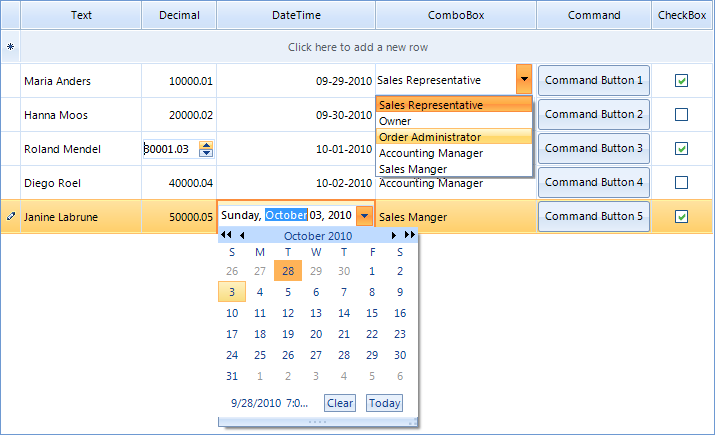 Text Decimal DateTime ComboBox Command CheckBox
Click here to add a new row
Maria Anders 10000.01 09-29-2010 Sales Representative Command Button 1
Sales Representative
Hanna Moos 20000.02 09-30-2010 Owner Command Button 2
Order Administrator
Roland Mendel 30001.03 10-01-2010 Accounting Manager Command Button 3
Sales Manger
Diego Roel 40000.04 10-02-2010 Accounting Manager Command Button 4
Janine Labrune 50000.05 Sunday, October 03, 2010 Sales Manger Command Button 5
October 2010
S M T W T F S
26 27 28 29 30 1 2
3 4 5 6 7 8 9
10 11 12 13 14 15 16
17 18 19 20 21 22 23
24 25 26 27 28 29 30
31 1 2 3 4 5 6
9/28/2010 7:0... Clear Today